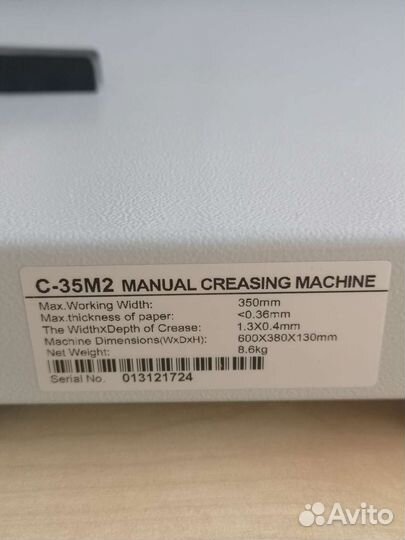 C-35M2 MANUAL CREASING MACHINE
Max.Working Width: 350mm
Max.thickness of paper: <0.36mm
The WidthXDepth of Crease: 1.3X0.4mm
Machine Dimensions(WxDxH): 600X380X130mm
Net Weight: 8.6kg
Serial No. 013121724
Avito